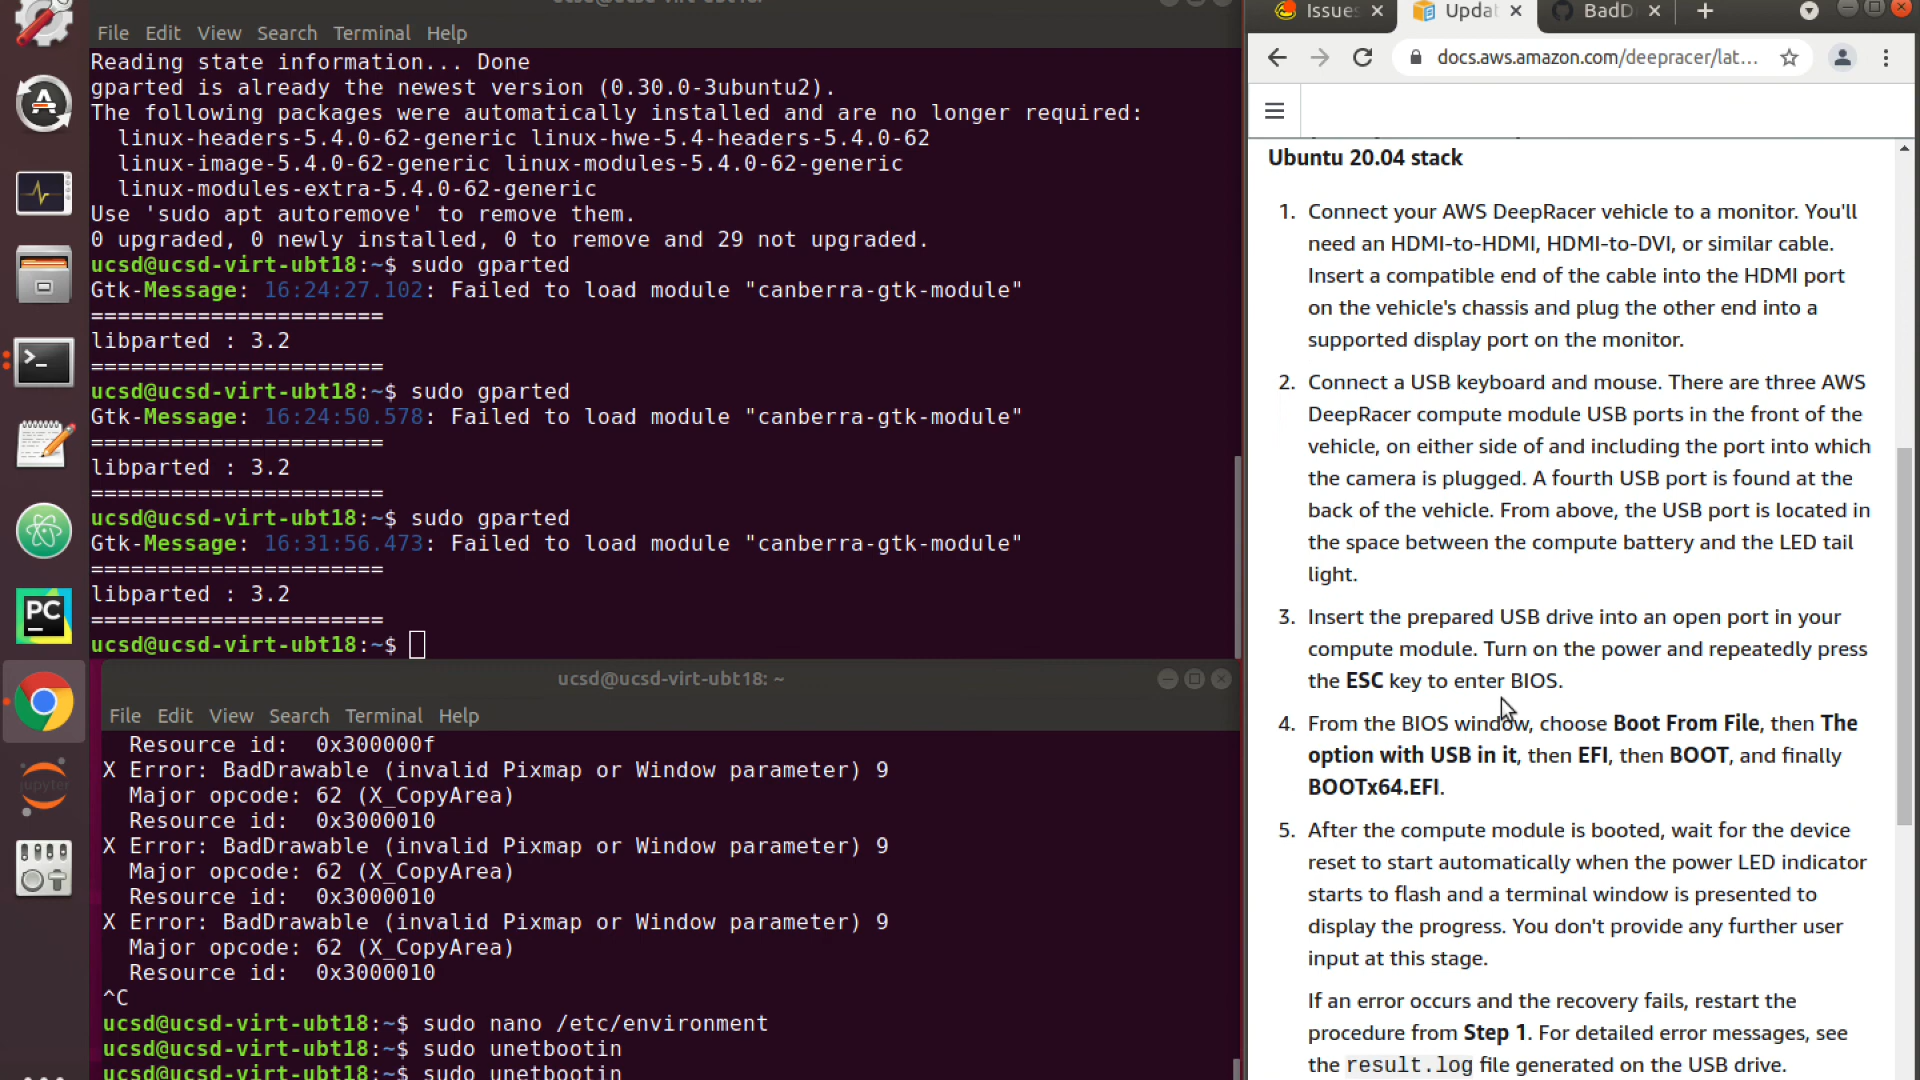 File Edit View Search Terminal Help
Reading state information... Done
gparted is already the newest version (0.30.0-3ubuntu2).
The following packages were automatically installed and are no longer required:
linux-headers-5.4.0-62-generic linux-hwe-5.4-headers-5.4.0-62
linux-image-5.4.0-62-generic linux-modules-5.4.0-62-generic
linux-modules-extra-5.4.0-62-generic
Use 'sudo apt autoremove' to remove them.
0 upgraded, 0 newly installed, 0 to remove and 29 not upgraded.
ucsd@ucsd-virt-ubt18:~$ sudo gparted
Gtk-Message: 16:24:27.102: Failed to load module "canberra-gtk-module"
======================
libparted : 3.2
======================
ucsd@ucsd-virt-ubt18:~$ sudo gparted
Gtk-Message: 16:24:50.578: Failed to load module "canberra-gtk-module"
======================
libparted : 3.2
======================
ucsd@ucsd-virt-ubt18:~$ sudo gparted
Gtk-Message: 16:31:56.473: Failed to load module "canberra-gtk-module"
======================
libparted : 3.2
======================
ucsd@ucsd-virt-ubt18:~$
ucsd@ucsd-virt-ubt18: ~
File Edit View Search Terminal Help
Resource id: 0x300000f
X Error: BadDrawable (invalid Pixmap or Window parameter) 9
Major opcode: 62 (X_CopyArea)
Resource id: 0x3000010
X Error: BadDrawable (invalid Pixmap or Window parameter) 9
Major opcode: 62 (X_CopyArea)
Resource id: 0x3000010
X Error: BadDrawable (invalid Pixmap or Window parameter) 9
Major opcode: 62 (X_CopyArea)
Resource id: 0x3000010
^C
ucsd@ucsd-virt-ubt18:~$ sudo nano /etc/environment
ucsd@ucsd-virt-ubt18:~$ sudo unetbootin
ucsd@ucsd-virt-ubt18:~$ sudo unetbootin
PC
jupyter
Issues Updat BadD
docs.aws.amazon.com/deepracer/lat...
Ubuntu 20.04 stack
1. Connect your AWS DeepRacer vehicle to a monitor. You'll
need an HDMI-to-HDMI, HDMI-to-DVI, or similar cable.
Insert a compatible end of the cable into the HDMI port
on the vehicle's chassis and plug the other end into a
supported display port on the monitor.
2. Connect a USB keyboard and mouse. There are three AWS
DeepRacer compute module USB ports in the front of the
vehicle, on either side of and including the port into which
the camera is plugged. A fourth USB port is found at the
back of the vehicle. From above, the USB port is located in
the space between the compute battery and the LED tail
light.
3. Insert the prepared USB drive into an open port in your
compute module. Turn on the power and repeatedly press
the ESC key to enter BIOS.
4. From the BIOS window, choose Boot From File, then The
option with USB in it, then EFI, then BOOT, and finally
BOOTx64.EFI.
5. After the compute module is booted, wait for the device
reset to start automatically when the power LED indicator
starts to flash and a terminal window is presented to
display the progress. You don't provide any further user
input at this stage.
If an error occurs and the recovery fails, restart the
procedure from Step 1. For detailed error messages, see
the result.log file generated on the USB drive.